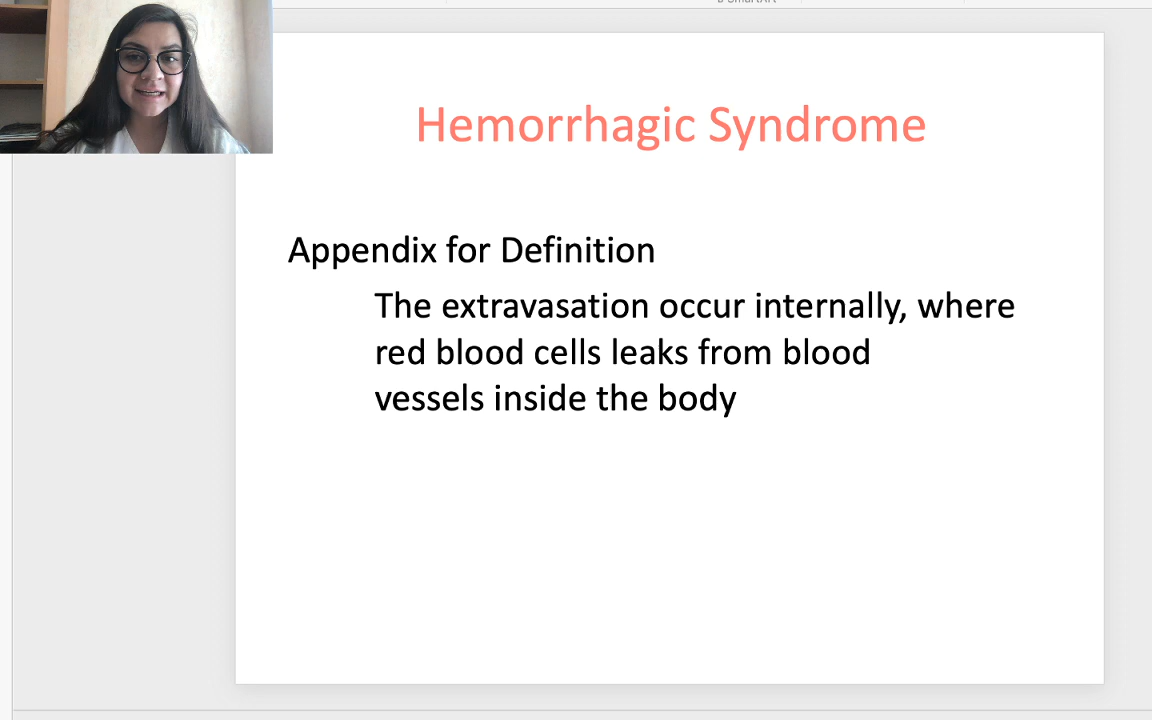 Hemorrhagic Syndrome
Appendix for Definition
The extravasation occur internally, where
red blood cells leaks from blood
vessels inside the body